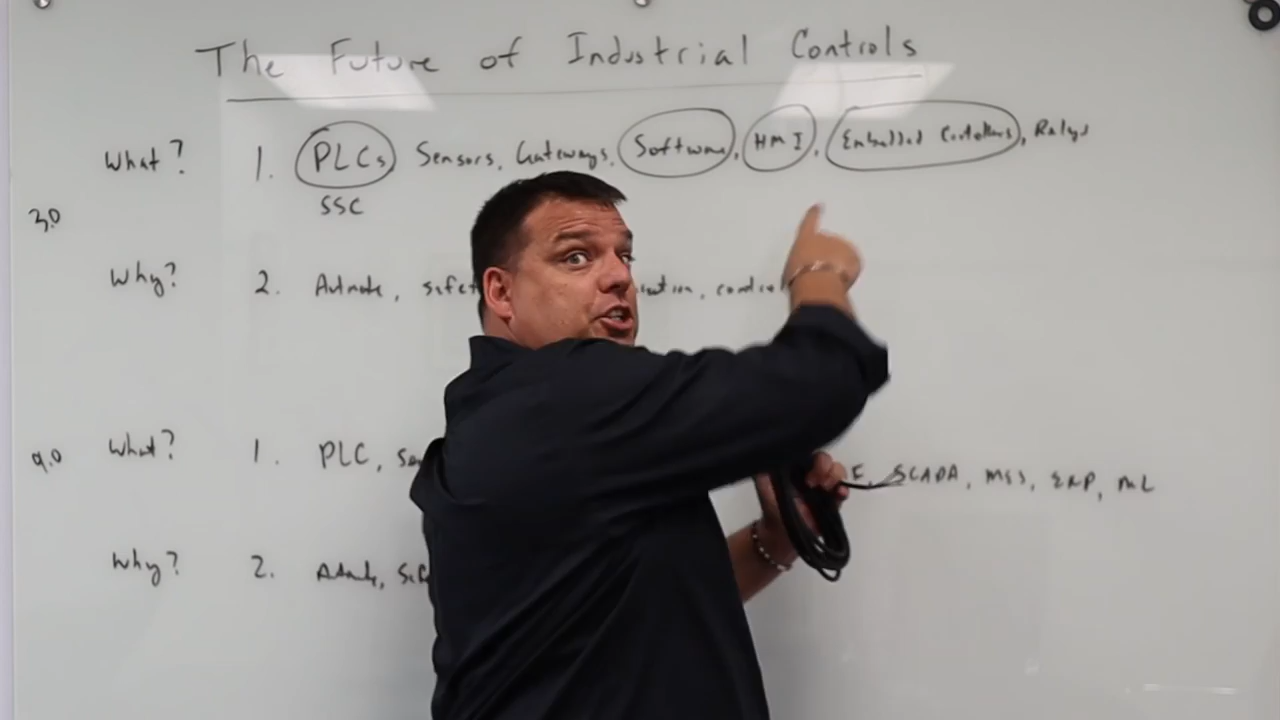 The Future of Industrial Controls
What? 1. PLCs Sensors, Gateways, Software, HMI, Embedded Controllers, Relays
SSC
3.0
Why? 2. Automate, control
What? 1. PLC, SCADA, MES, ERP, ML
4.0
Why? 2.